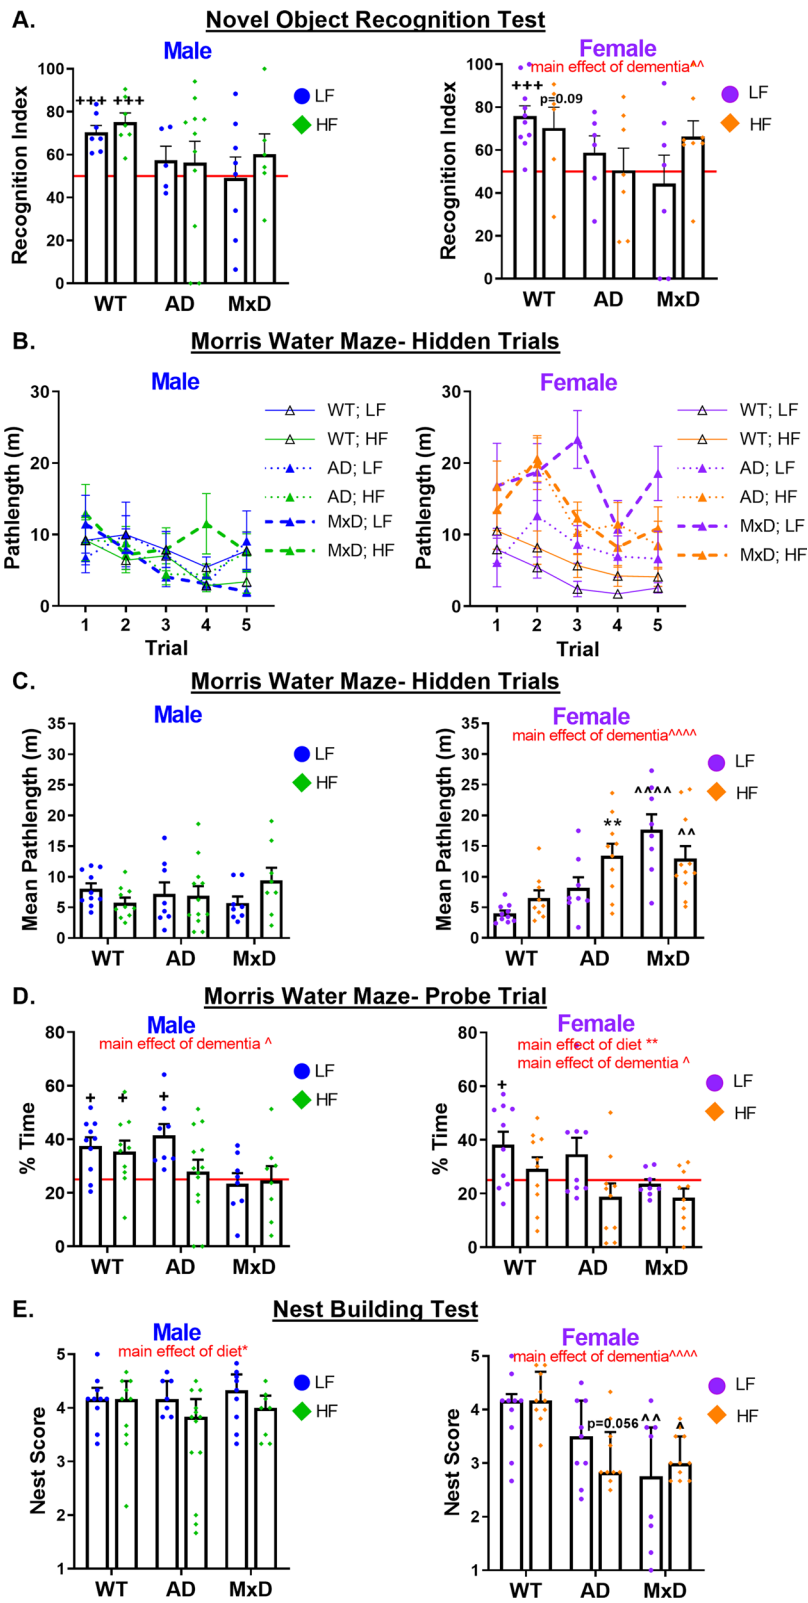 A. Novel Object Recognition Test
Male
Recognition Index
100
80
60
40
20
0
+++ +++
WT AD MxD
LF
HF
Female
main effect of dementia^^
Recognition Index
100
80
60
40
20
0
+++
p=0.09
WT AD MxD
LF
HF
B. Morris Water Maze- Hidden Trials
Male
Pathlength (m)
30
20
10
0
1 2 3 4 5
Trial
WT; LF
WT; HF
AD; LF
AD; HF
MxD; LF
MxD; HF
Female
Pathlength (m)
30
20
10
0
1 2 3 4 5
Trial
WT; LF
WT; HF
AD; LF
AD; HF
MxD; LF
MxD; HF
C. Morris Water Maze- Hidden Trials
Male
Mean Pathlength (m)
35
30
25
20
15
10
5
0
WT AD MxD
LF
HF
Female
main effect of dementia^^^^
Mean Pathlength (m)
35
30
25
20
15
10
5
0
**
^^^^
^^
WT AD MxD
LF
HF
D. Morris Water Maze- Probe Trial
Male
main effect of dementia ^
% Time
80
60
40
20
0
+ + +
WT AD MxD
LF
HF
Female
main effect of diet **
main effect of dementia ^
% Time
80
60
40
20
0
+
WT AD MxD
LF
HF
E. Nest Building Test
Male
main effect of diet*
Nest Score
5
4
3
2
1
WT AD MxD
LF
HF
Female
main effect of dementia^^^^
Nest Score
5
4
3
2
1
p=0.056
^^
^
WT AD MxD
LF
HF